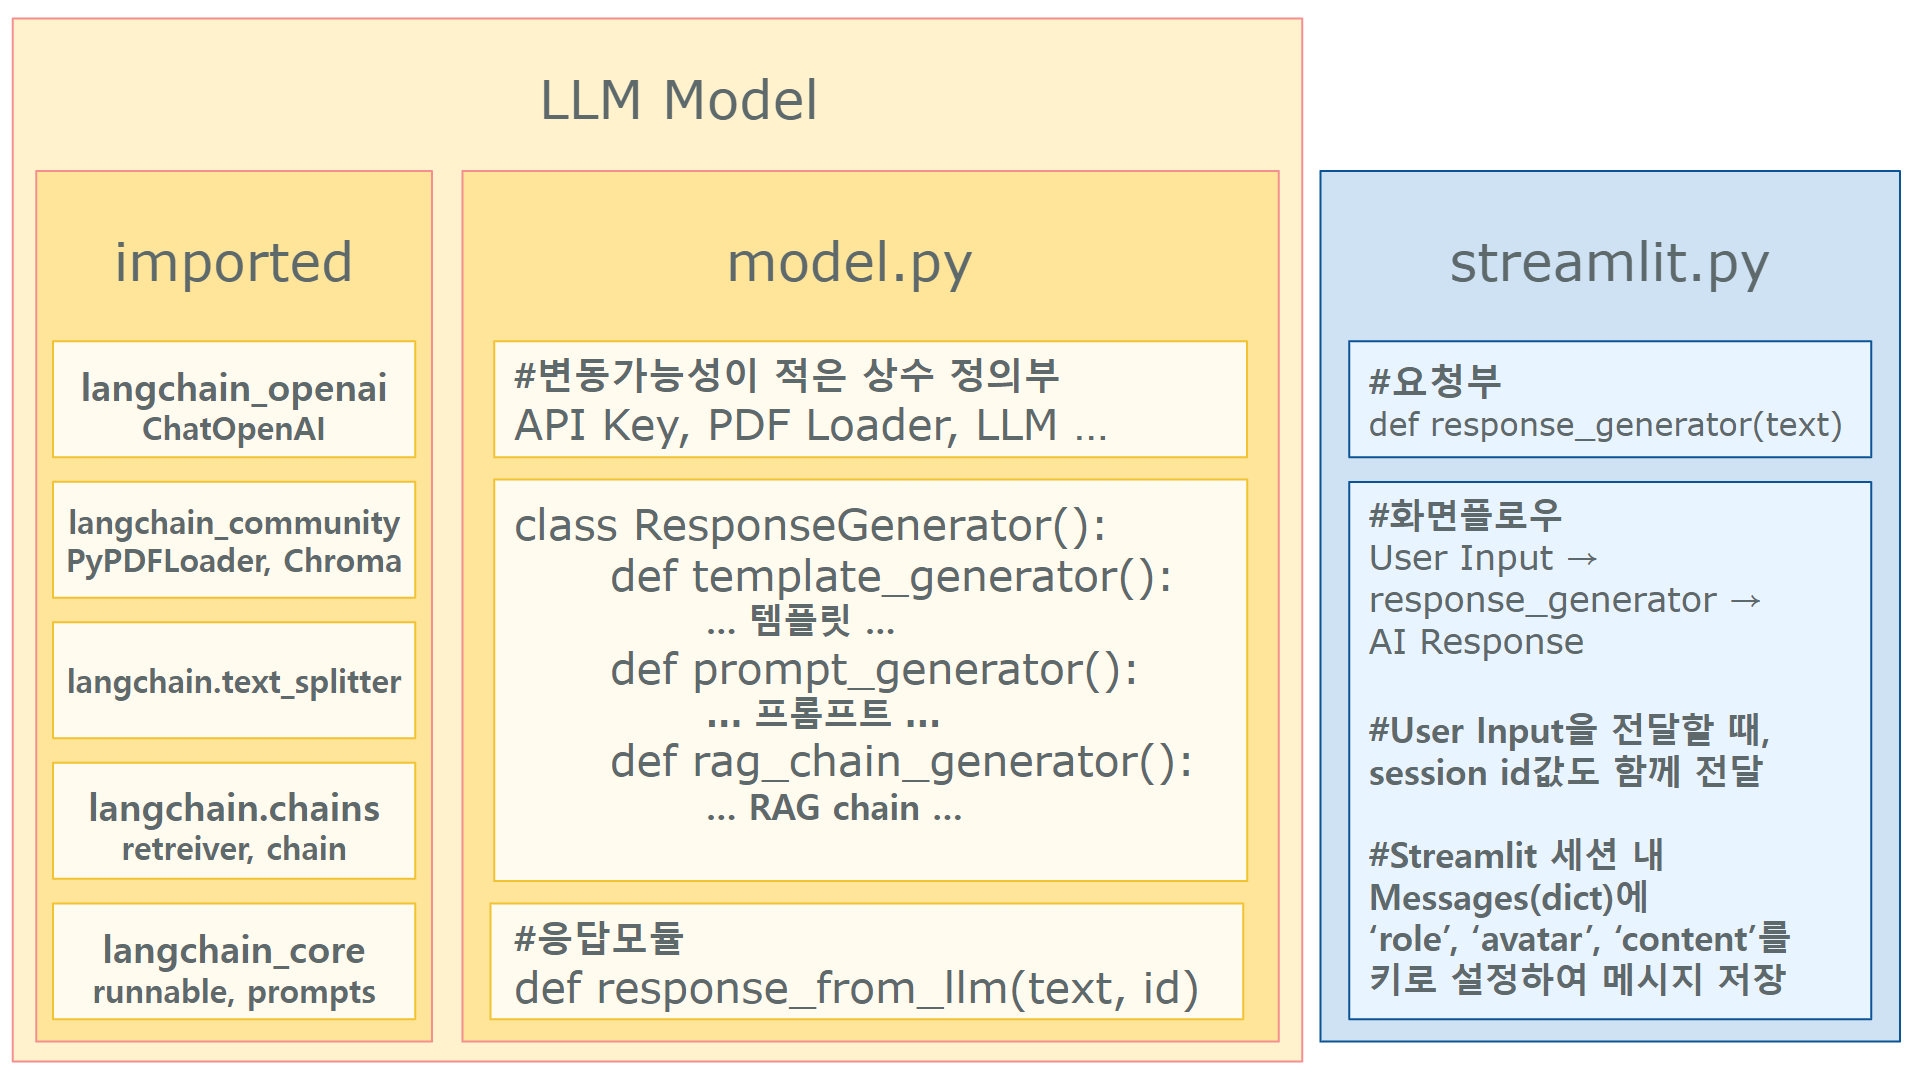 LLM Model
imported
langchain_openai
ChatOpenAI
langchain_community
PyPDFLoader, Chroma
langchain.text_splitter
langchain.chains
retreiver, chain
langchain_core
runnable, prompts
model.py
#변동가능성이 적은 상수 정의부
API Key, PDF Loader, LLM ...
class ResponseGenerator():
def template_generator():
... 템플릿 ...
def prompt_generator():
... 프롬프트 ...
def rag_chain_generator():
... RAG chain ...
#응답모듈
def response_from_llm(text, id)
streamlit.py
#요청부
def response_generator(text)
#화면플로우
User Input →
response_generator →
AI Response
#User Input을 전달할 때,
session id값도 함께 전달
#Streamlit 세션 내
Messages(dict)에
‘role’, ‘avatar’, ‘content’를
키로 설정하여 메시지 저장